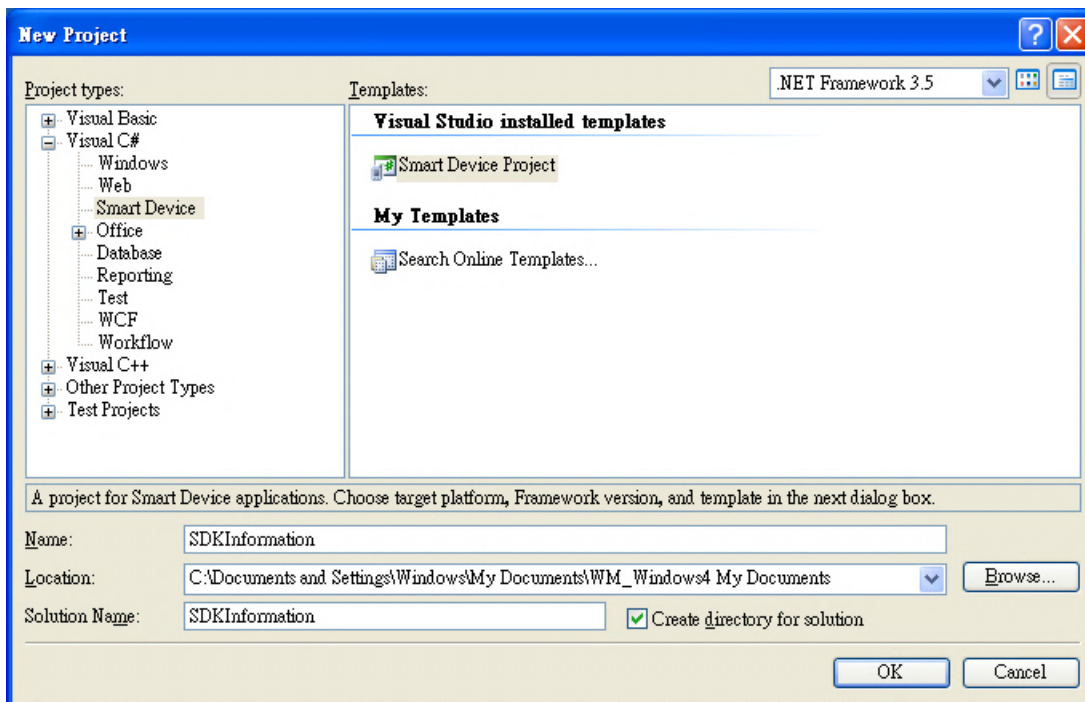 New Project
Project types:
Templates:
.NET Framework 3.5
Visual Basic
Visual C#
Windows
Web
Smart Device
Office
Database
Reporting
Test
WCF
Workflow
Visual C++
Other Project Types
Test Projects
Visual Studio installed templates
Smart Device Project
My Templates
Search Online Templates...
A project for Smart Device applications. Choose target platform, Framework version, and template in the next dialog box.
Name:
SDKInformation
Location:
C:\Documents and Settings\Windows\My Documents\WM_Windows4 My Documents
Browse...
Solution Name:
SDKInformation
Create directory for solution
OK
Cancel